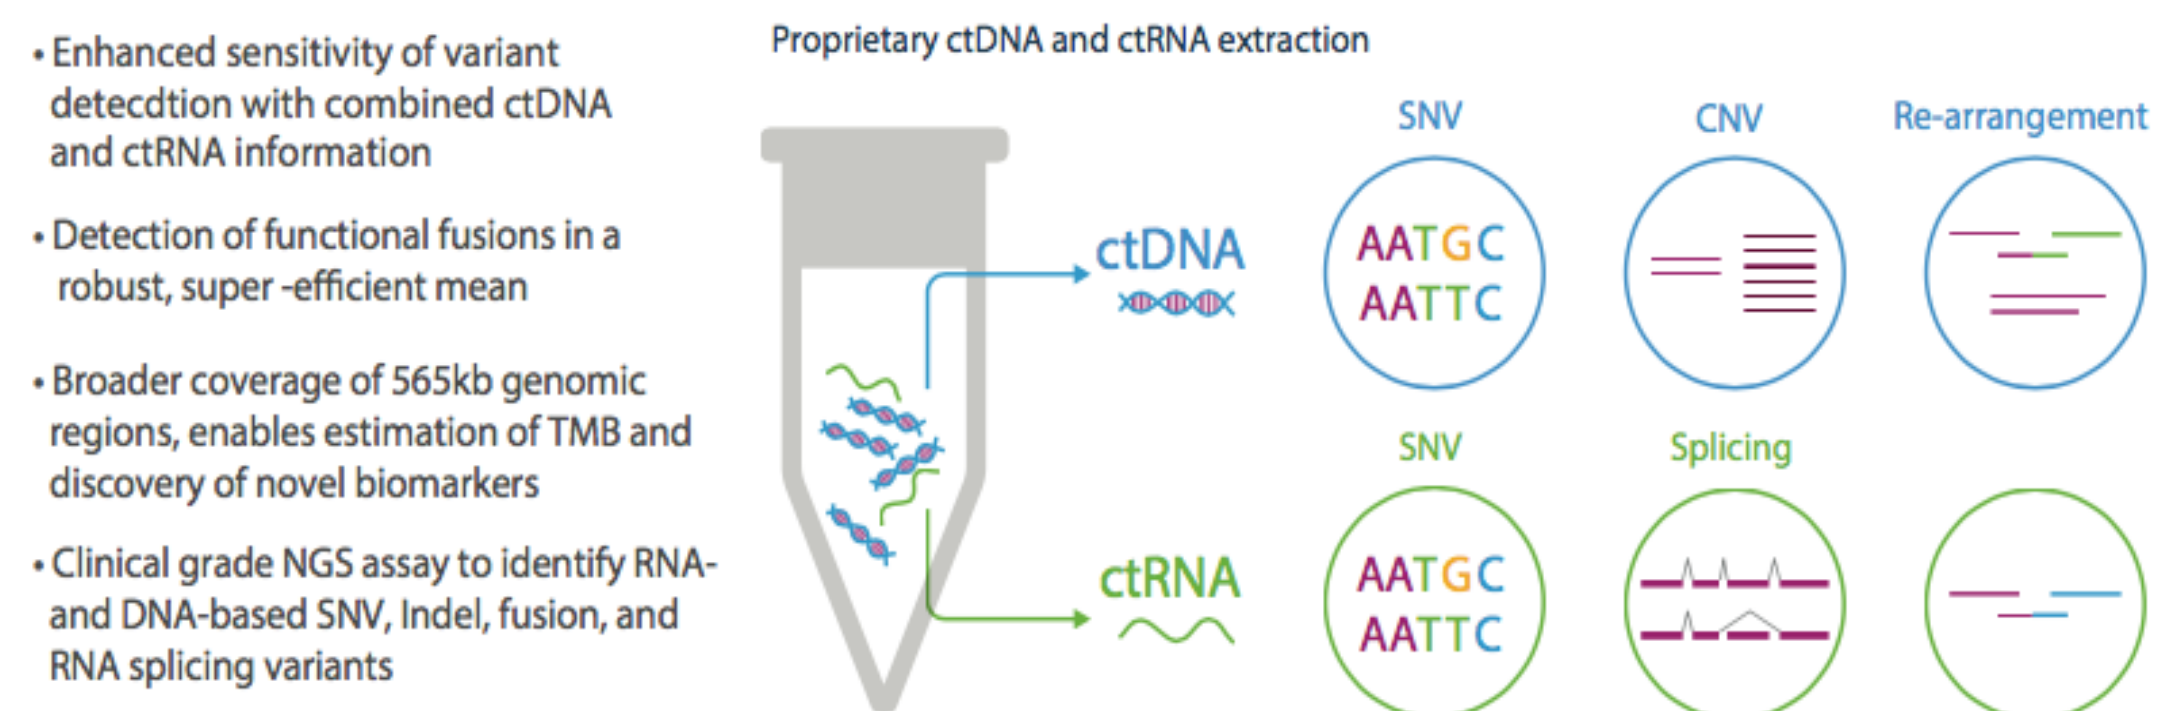 • Enhanced sensitivity of variant
detecdtion with combined ctDNA
and ctRNA information
• Detection of functional fusions in a
robust, super -efficient mean
• Broader coverage of 565kb genomic
regions, enables estimation of TMB and
discovery of novel biomarkers
• Clinical grade NGS assay to identify RNA-
and DNA-based SNV, Indel, fusion, and
RNA splicing variants
Proprietary ctDNA and ctRNA extraction
SNV CNV Re-arrangement
ctDNA
AATGC
AATTC
SNV Splicing
ctRNA
AATGC
AATTC